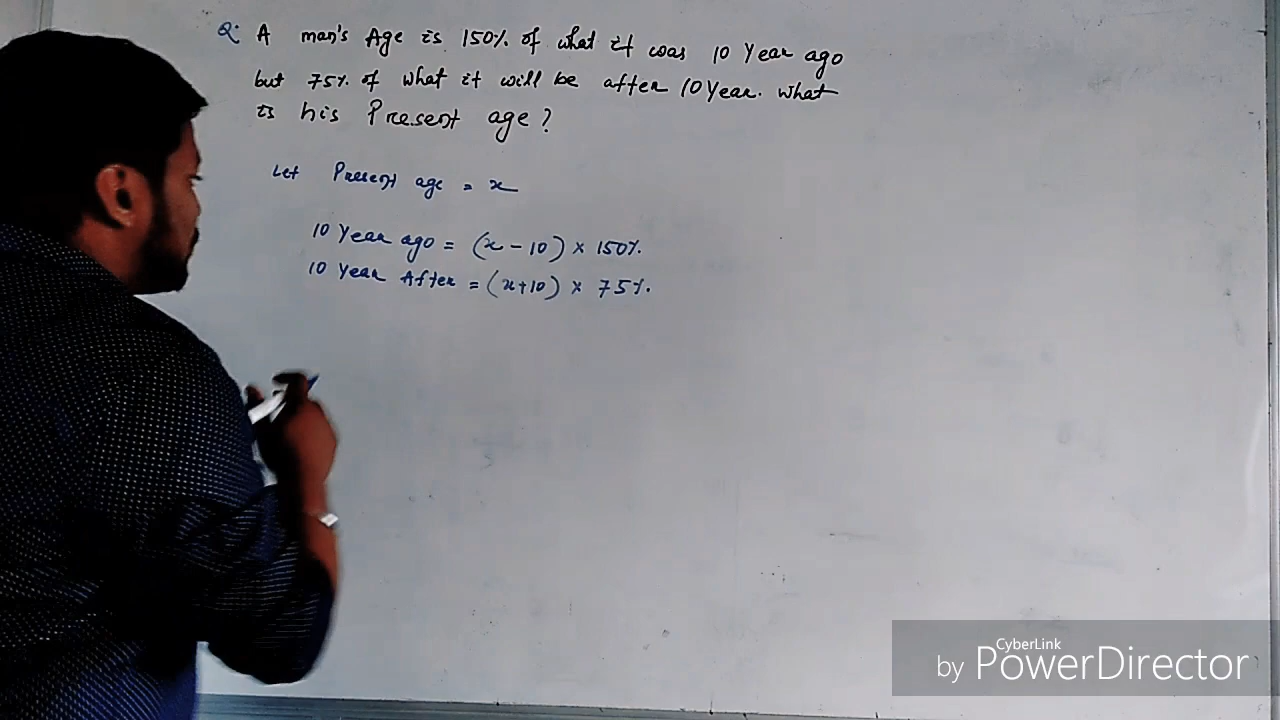 Q: A man's Age is 150% of what it was 10 Year ago
but 75% of what it will be after 10 Year. What
is his Present age?
Let Present age = x
10 Year ago = (x - 10) × 150%.
10 Year After = (x+10) × 75%.
CyberLink
by PowerDirector